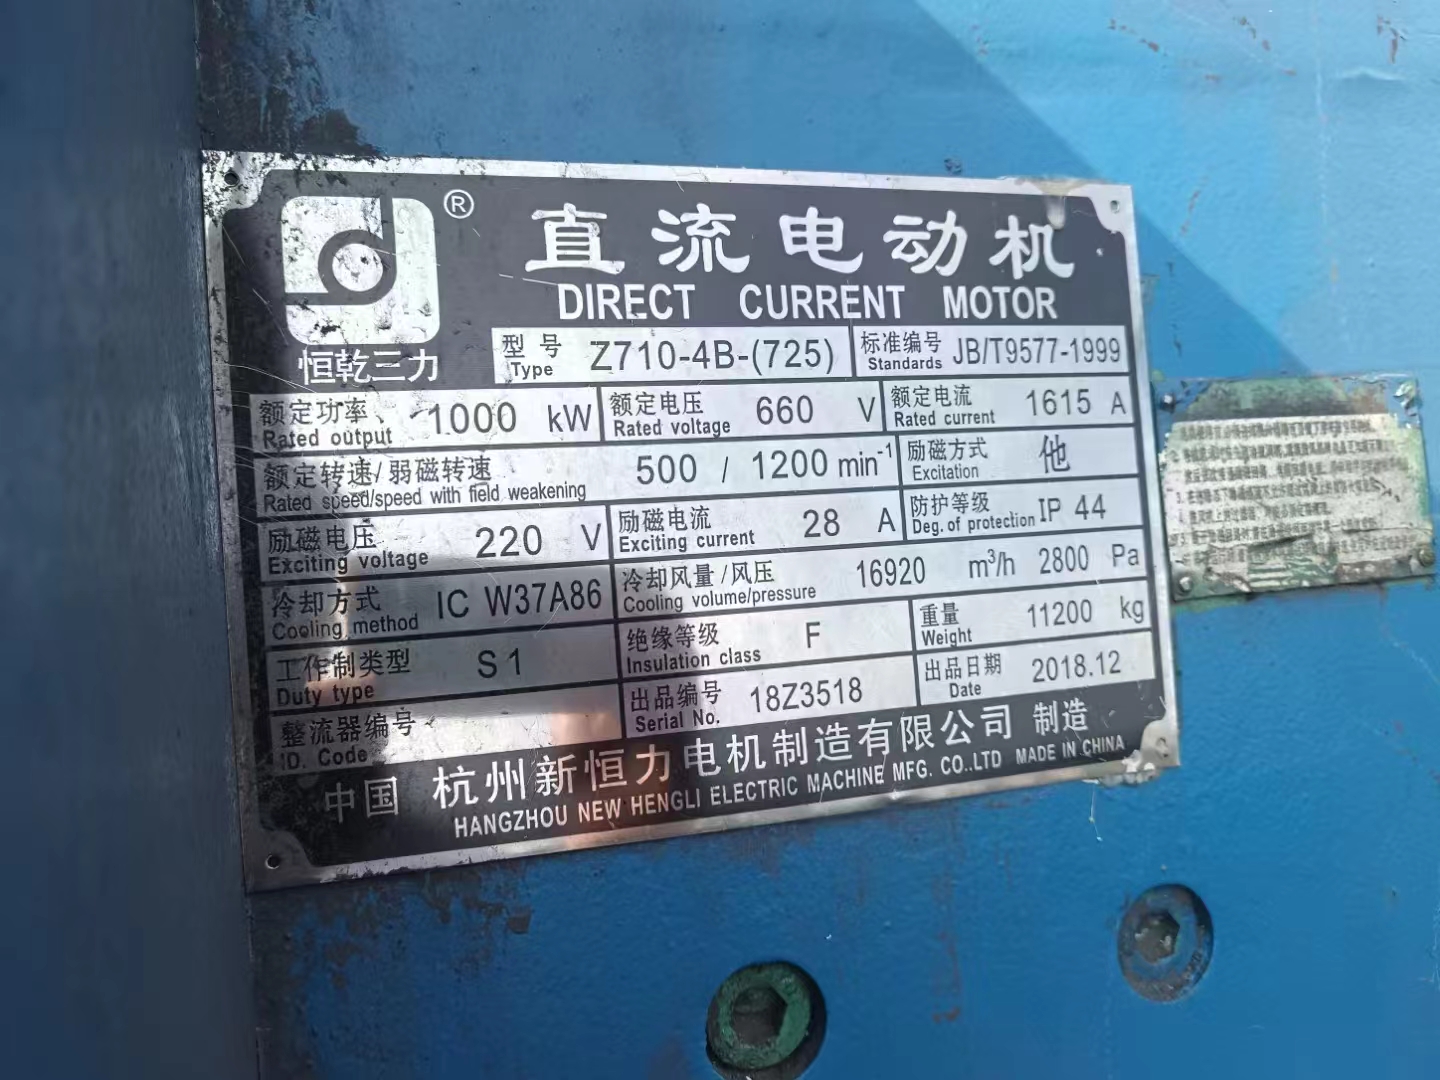 ®
直流电动机
DIRECT CURRENT MOTOR
恒乾三力
型号 Z710-4B-(725) 标准编号 JB/T9577-1999
Type Standards
额定功率 1000 kW 额定电压 660 V 额定电流 1615 A
Rated output Rated voltage Rated current
额定转速/弱磁转速 500 / 1200 min⁻¹ 励磁方式 他
Rated speed/speed with field weakening Excitation
励磁电压 220 V 励磁电流 28 A 防护等级 IP 44
Exciting voltage Exciting current Deg. of protection
冷却方式 IC W37A86 冷却风量/风压 16920 m³/h 2800 Pa
Cooling method Cooling volume/pressure
工作制类型 S1 绝缘等级 F 重量 11200 kg
Duty type Insulation class Weight
整流器编号 出品编号 18Z3518 出品日期 2018.12
ID. Code Serial No. Date
中国 杭州新恒力电机制造有限公司 制造
HANGZHOU NEW HENGLI ELECTRIC MACHINE MFG. CO.,LTD MADE IN CHINA